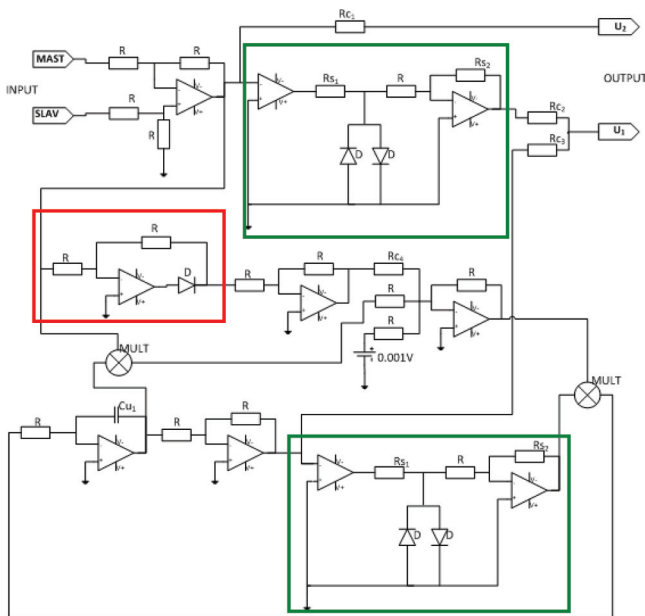 Rc₁
U₂
MAST
R
R
Rs₂
V-
V-
Rs₁
R
INPUT
V-
OUTPUT
V+
Rc₂
SLAV
R
V+
V+
U₁
R
Rc₃
D
D
R
R
D
R
R
Rc₄
R
V-
V-
R
V-
V+
V+
R
V+
MULT
0.001V
MULT
Cu₁
R
R
R
Rs₂
V-
V-
V-
Rs₁
R
V-
V+
V+
V+
V+
D
D